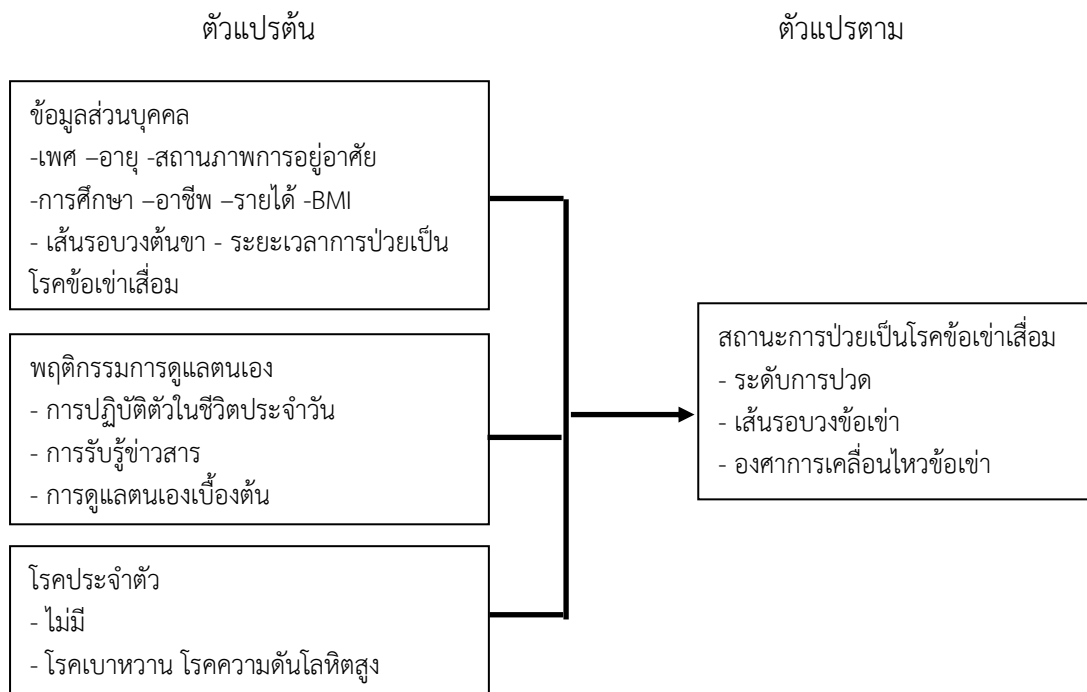 ตัวแปรต้น
ตัวแปรตาม
ข้อมูลส่วนบุคคล
-เพศ –อายุ -สถานภาพการอยู่อาศัย
-การศึกษา –อาชีพ –รายได้ -BMI
- เส้นรอบวงต้นขา - ระยะเวลาการป่วยเป็น
โรคข้อเข่าเสื่อม
พฤติกรรมการดูแลตนเอง
- การปฏิบัติตัวในชีวิตประจำวัน
- การรับรู้ข่าวสาร
- การดูแลตนเองเบื้องต้น
โรคประจำตัว
- ไม่มี
- โรคเบาหวาน โรคความดันโลหิตสูง
สถานะการป่วยเป็นโรคข้อเข่าเสื่อม
- ระดับการปวด
- เส้นรอบวงข้อเข่า
- องศาการเคลื่อนไหวข้อเข่า